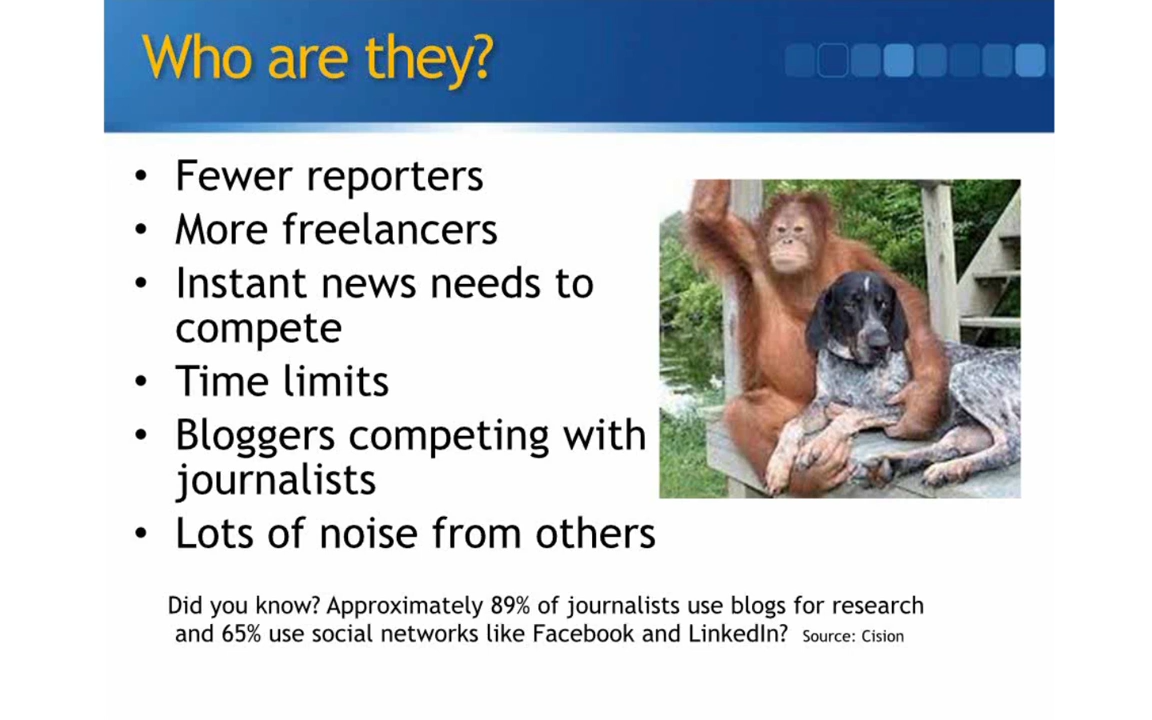 Who are they?
• Fewer reporters
• More freelancers
• Instant news needs to
compete
• Time limits
• Bloggers competing with
journalists
• Lots of noise from others
Did you know? Approximately 89% of journalists use blogs for research
and 65% use social networks like Facebook and LinkedIn? Source: Cision